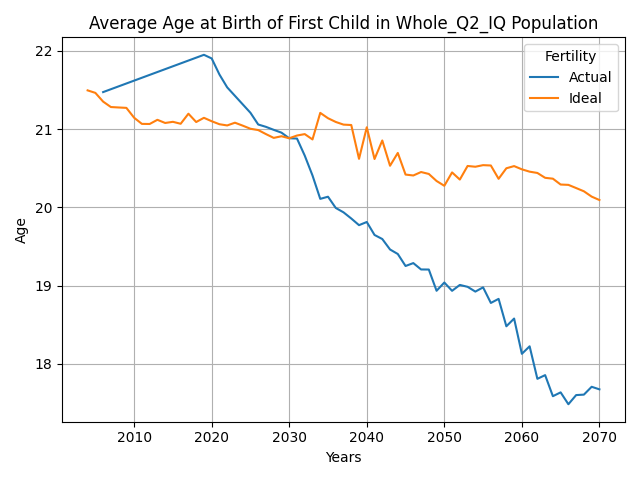 Average Age at Birth of First Child in Whole_Q2_IQ Population
Fertility
Actual
Ideal
Age
22
21
20
19
18
2010 2020 2030 2040 2050 2060 2070
Years